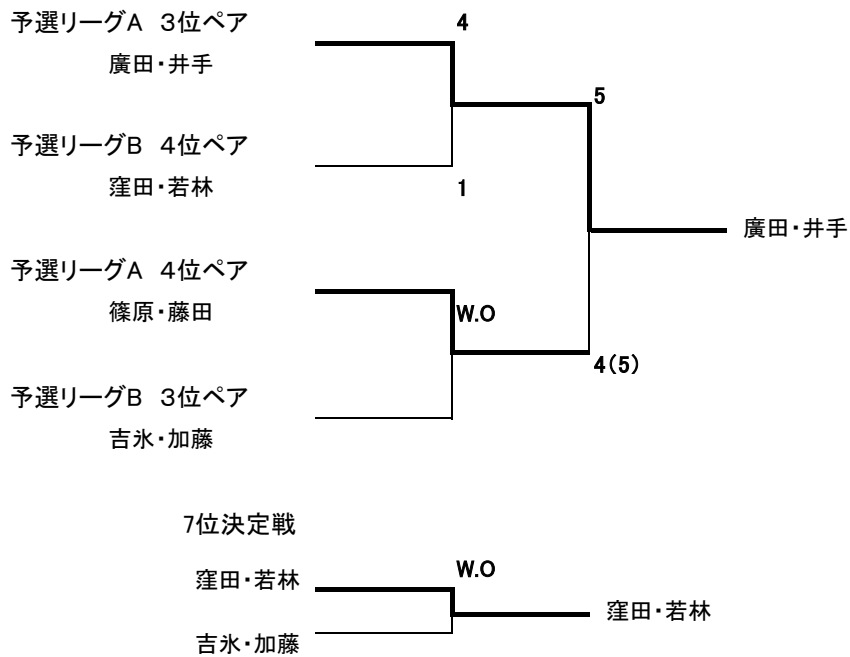 予選リーグA 3位ペア
4
廣田・井手
5
予選リーグB 4位ペア
窪田・若林
1
廣田・井手
予選リーグA 4位ペア
篠原・藤田
W.O
4(5)
予選リーグB 3位ペア
吉氷・加藤
7位決定戦
W.O
窪田・若林
窪田・若林
吉氷・加藤